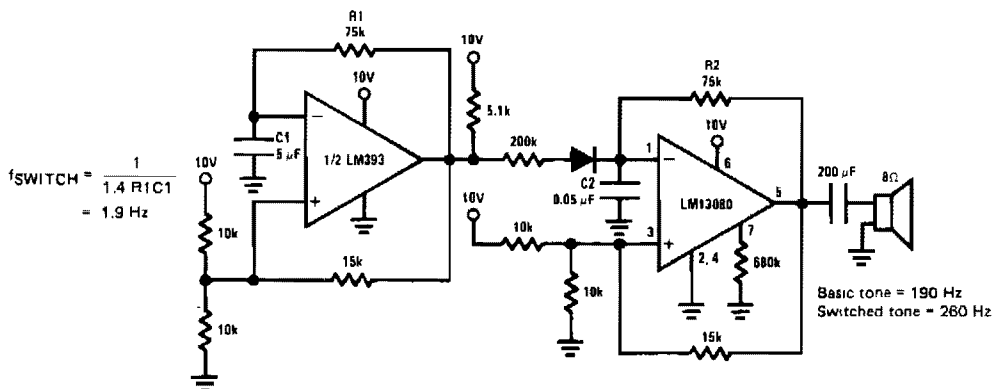 R1
75k
10V
10V
C1
5 µF
−
1/2 LM393
+
5.1k
200k
fSWITCH = 1
1.4 R1C1
= 1.9 Hz
10V
10k
15k
10k
10V
10k
10k
R2
75k
10V
1
−
6
C2
0.05 µF
LM13080
3
+
5
7
2, 4
680k
200 µF
8Ω
15k
Basic tone = 190 Hz
Switched tone = 260 Hz